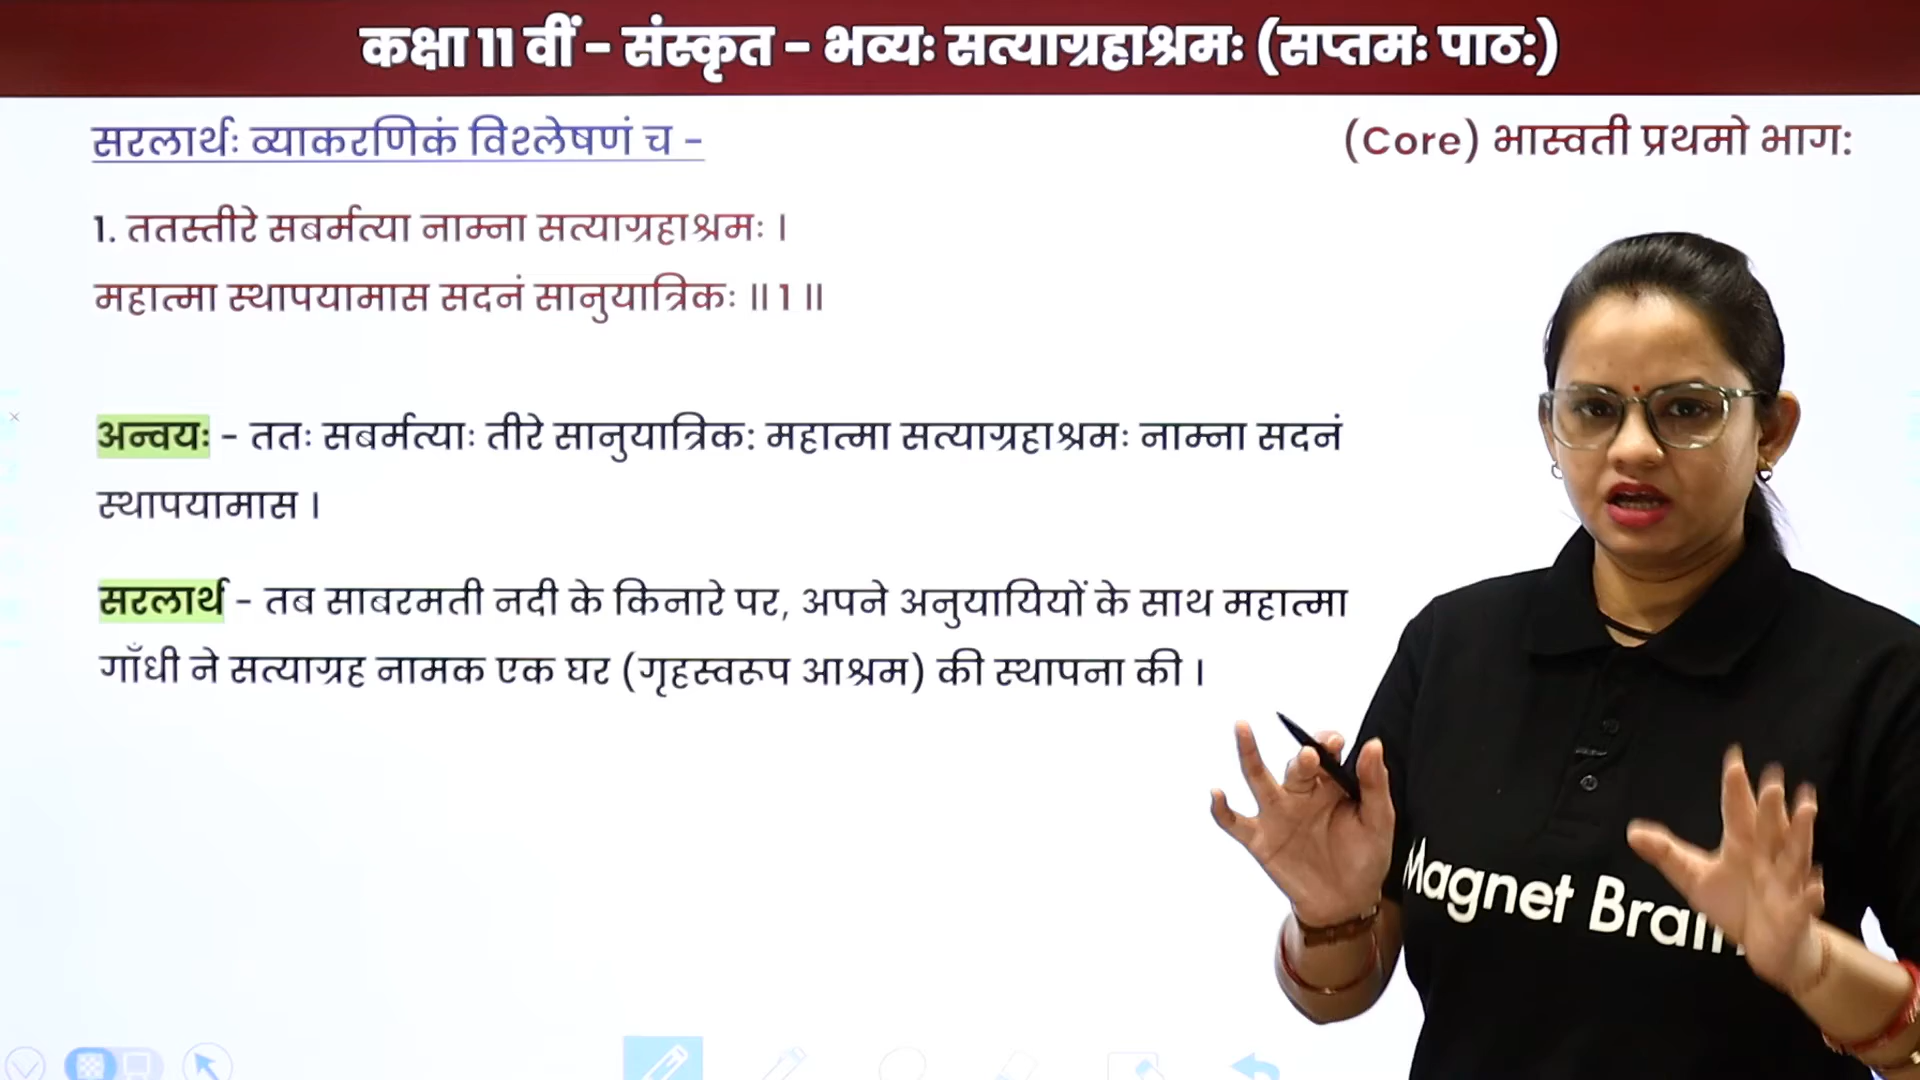 कक्षा 11 वीं - संस्कृत - भव्यः सत्याग्रहाश्रमः (सप्तमः पाठ:)
सरलार्थः व्याकरणिकं विश्लेषणं च -
(Core) भास्वती प्रथमो भाग:
1. ततस्तीरे सबर्मत्या नाम्ना सत्याग्रहाश्रमः ।
महात्मा स्थापयामास सदनं सानुयात्रिकः ॥ 1 ॥
अन्वयः - ततः सबर्मत्याः तीरे सानुयात्रिक: महात्मा सत्याग्रहाश्रमः नाम्ना सदनं
स्थापयामास ।
सरलार्थ - तब साबरमती नदी के किनारे पर, अपने अनुयायियों के साथ महात्मा
गाँधी ने सत्याग्रह नामक एक घर (गृहस्वरूप आश्रम) की स्थापना की ।
Magnet Brain